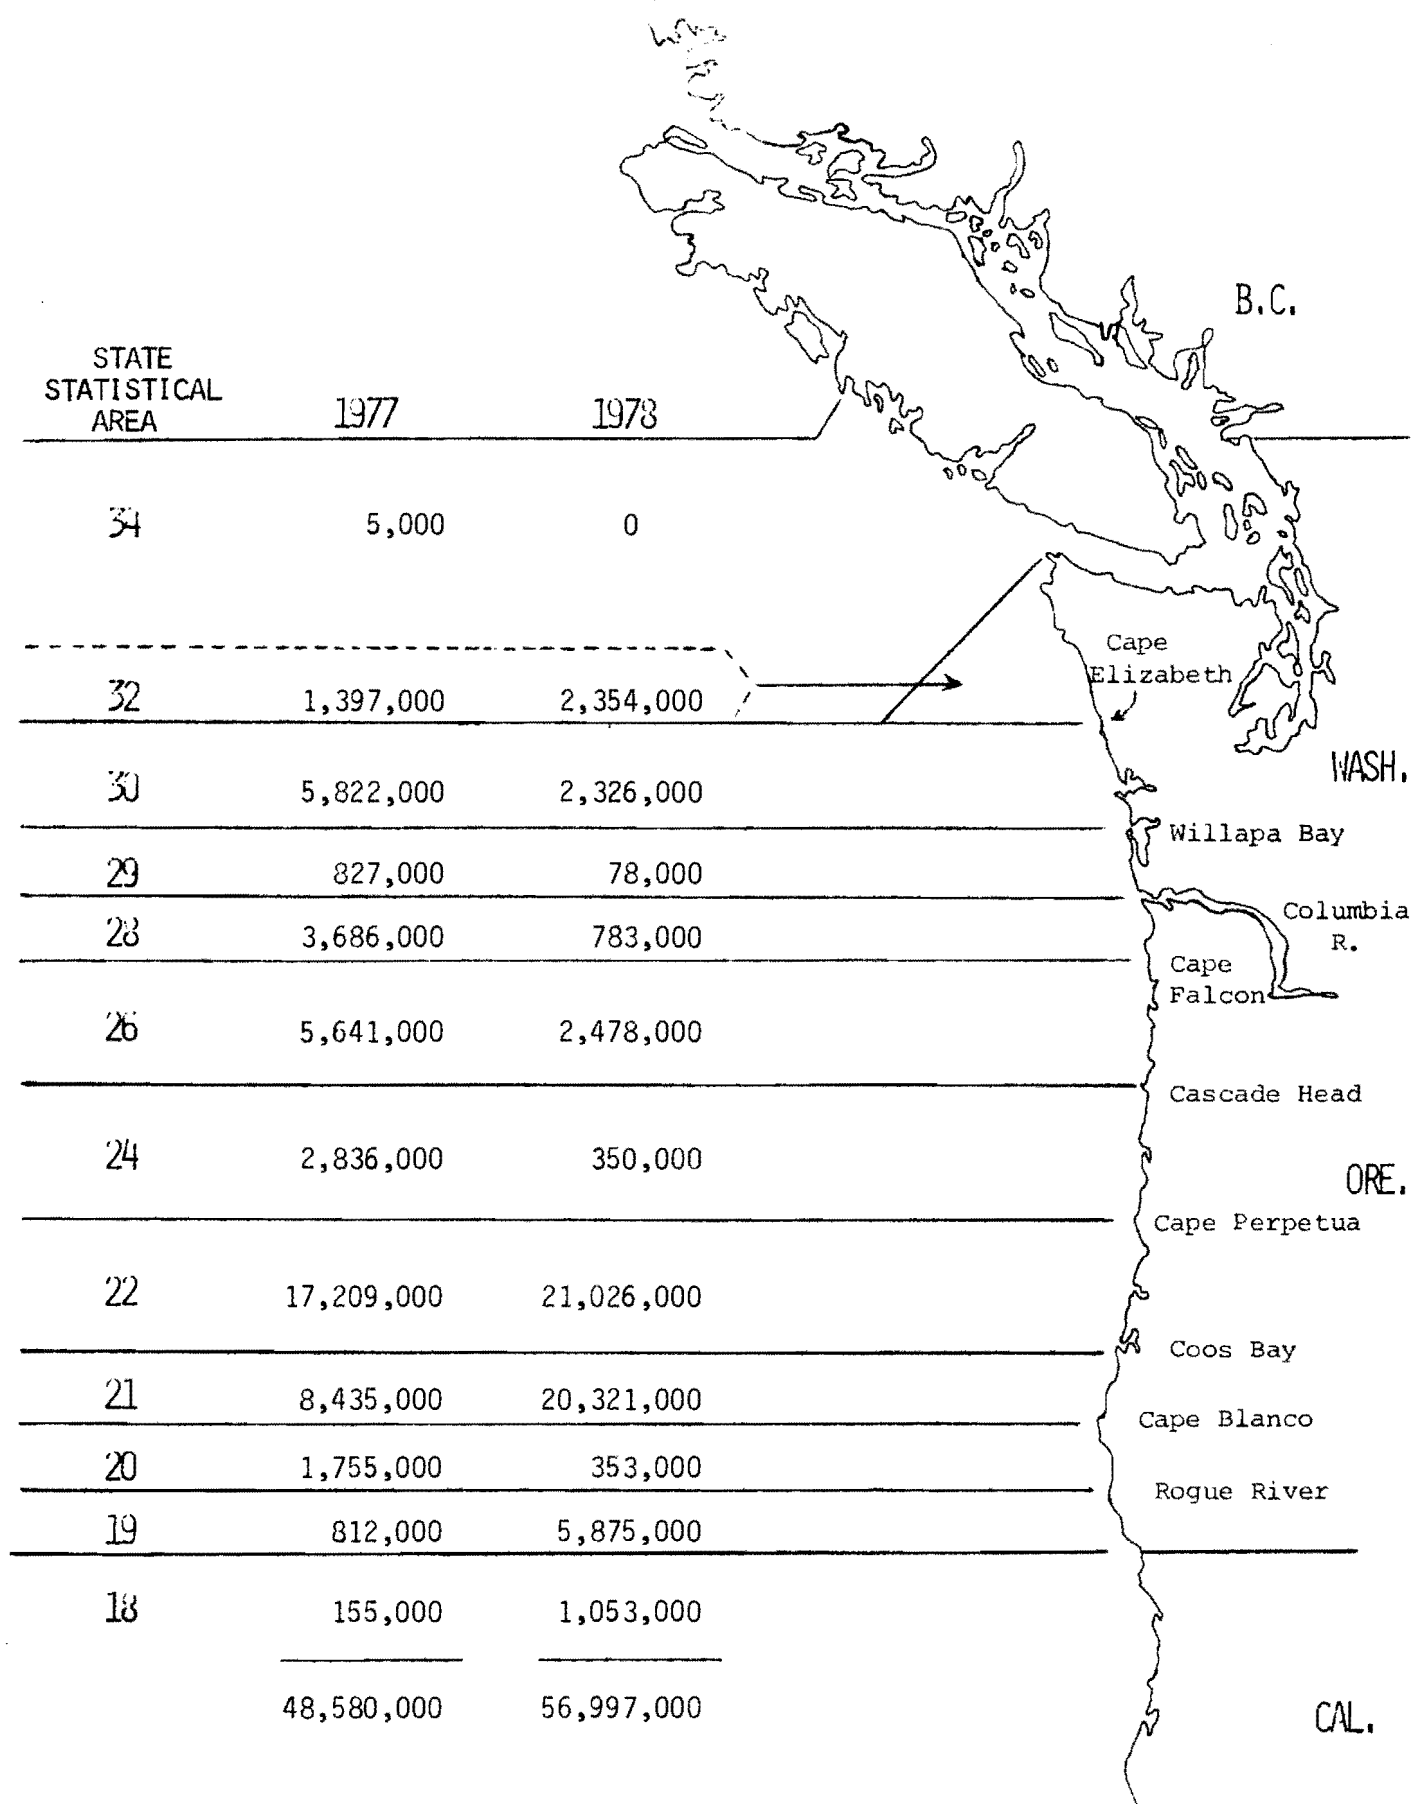 B.C.
STATE
STATISTICAL
AREA 1977 1978
34 5,000 0
Cape
Elizabeth
32 1,397,000 2,354,000
WASH.
30 5,822,000 2,326,000
Willapa Bay
29 827,000 78,000
Columbia
R.
28 3,686,000 783,000
Cape
Falcon
26 5,641,000 2,478,000
Cascade Head
24 2,836,000 350,000
ORE.
Cape Perpetua
22 17,209,000 21,026,000
Coos Bay
21 8,435,000 20,321,000
Cape Blanco
20 1,755,000 353,000
Rogue River
19 812,000 5,875,000
18 155,000 1,053,000
48,580,000 56,997,000
CAL.